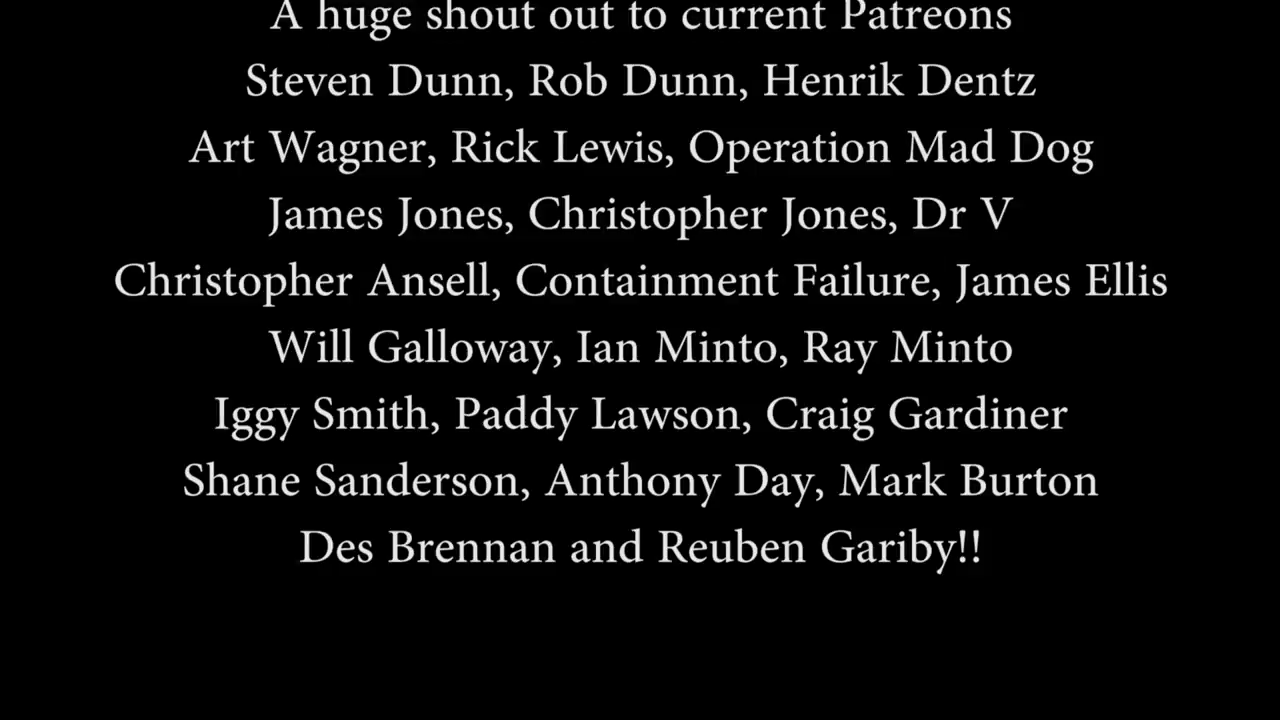 A huge shout out to current Patreons
Steven Dunn, Rob Dunn, Henrik Dentz
Art Wagner, Rick Lewis, Operation Mad Dog
James Jones, Christopher Jones, Dr V
Christopher Ansell, Containment Failure, James Ellis
Will Galloway, Ian Minto, Ray Minto
Iggy Smith, Paddy Lawson, Craig Gardiner
Shane Sanderson, Anthony Day, Mark Burton
Des Brennan and Reuben Gariby!!